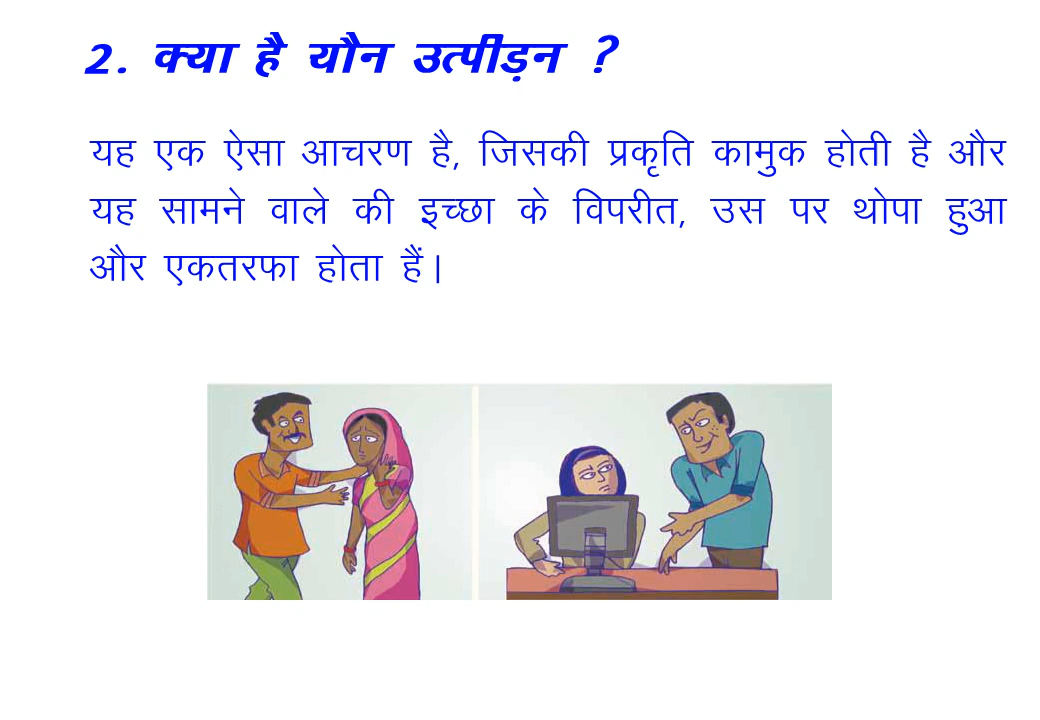 2. क्या है यौन उत्पीड़न ?
यह एक ऐसा आचरण है, जिसकी प्रकृति कामुक होती है और
यह सामने वाले की इच्छा के विपरीत, उस पर थोपा हुआ
और एकतरफा होता हैं।